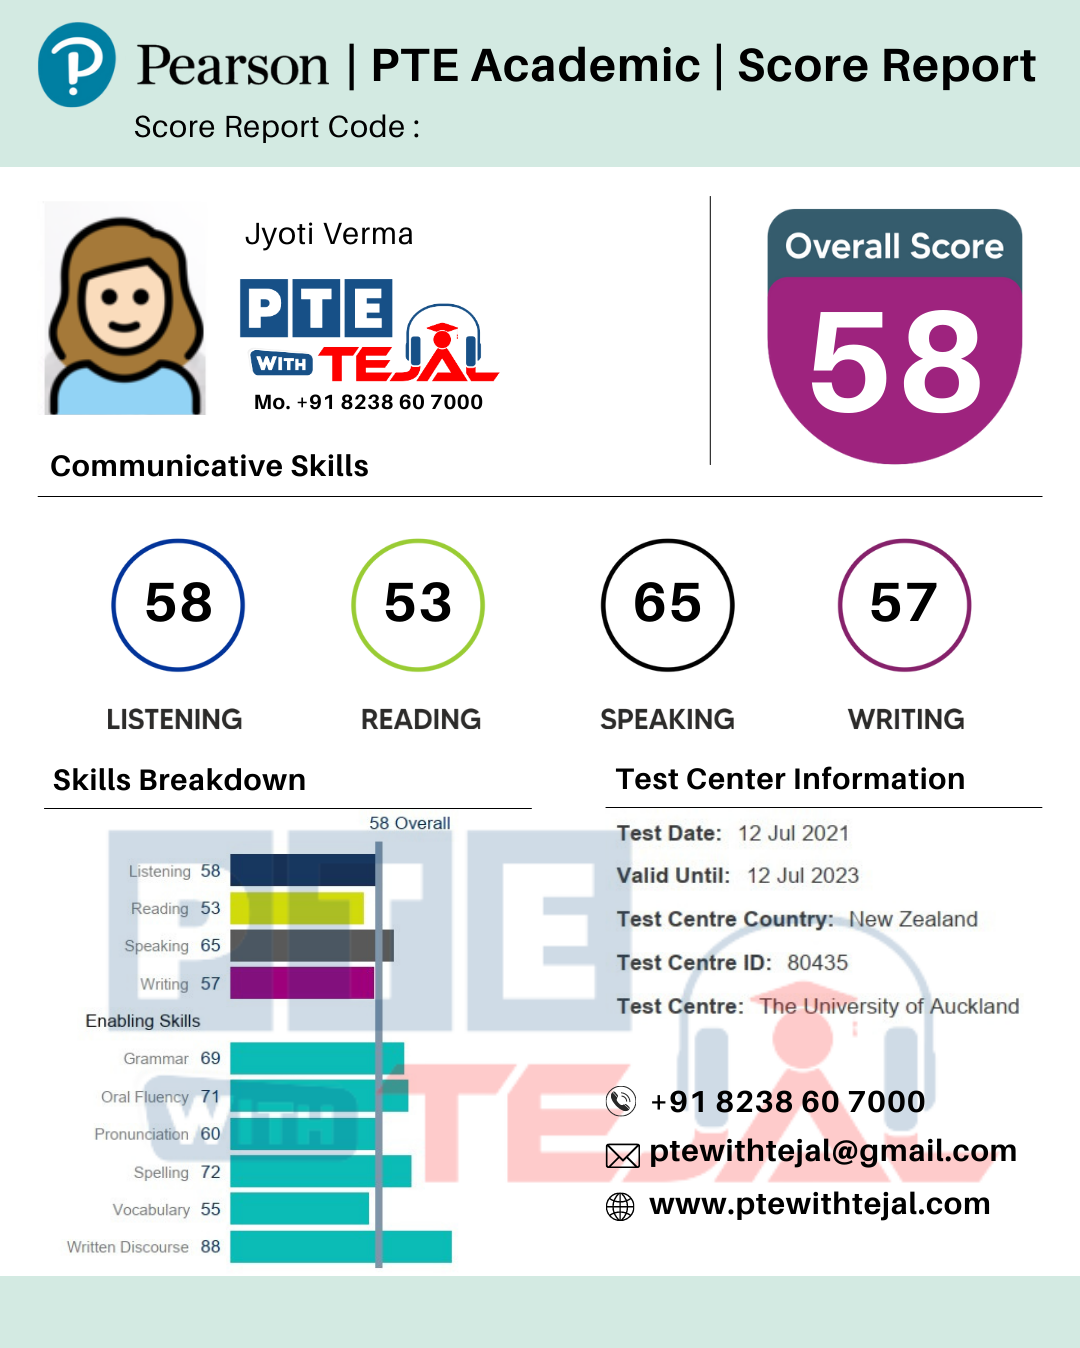 Pearson | PTE Academic | Score Report
Score Report Code :
Jyoti Verma
PTE
WITH TEJAL
Mo. +91 8238 60 7000
Overall Score
58
Communicative Skills
58 53 65 57
LISTENING READING SPEAKING WRITING
Skills Breakdown
58 Overall
Listening 58
Reading 53
Speaking 65
Writing 57
Enabling Skills
Grammar 69
Oral Fluency 71
Pronunciation 60
Spelling 72
Vocabulary 55
Written Discourse 88
Test Center Information
Test Date: 12 Jul 2021
Valid Until: 12 Jul 2023
Test Centre Country: New Zealand
Test Centre ID: 80435
Test Centre: The University of Auckland
+91 8238 60 7000
ptewithtejal@gmail.com
www.ptewithtejal.com
PTE
WITH TEJAL